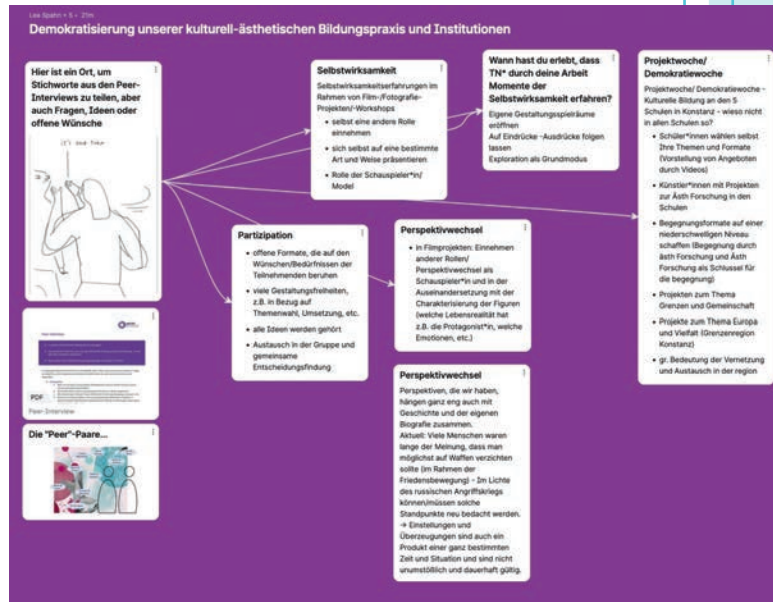 Lee Spahn + 5 • 21m
Demokratisierung unserer kulturell-ästhetischen Bildungspraxis und Institutionen
Hier ist ein Ort, um
Stichworte aus den Peer-
Interviews zu teilen, aber
auch Fragen, Ideen oder
offene Wünsche
PDF
Peer-Interview
Die "Peer"-Paare...
Selbstwirksamkeit
Selbstwirksamkeitserfahrungen im
Rahmen von Film-/Fotografie-
Projekten/-Workshops
• selbst eine andere Rolle
einnehmen
• sich selbst auf eine bestimmte
Art und Weise präsentieren
• Rolle der Schauspieler*in/
Model
Wann hast du erlebt, dass
TN* durch deine Arbeit
Momente der
Selbstwirksamkeit erfahren?
Eigene Gestaltungsspielräume
eröffnen
Auf Eindrücke -Ausdrücke folgen
lassen
Exploration als Grundmodus
Partizipation
• offene Formate, die auf den
Wünschen/Bedürfnissen der
Teilnehmenden beruhen
• viele Gestaltungsfreiheiten,
z.B. in Bezug auf
Themenwahl, Umsetzung, etc.
• alle Ideen werden gehört
• Austausch in der Gruppe und
gemeinsame
Entscheidungsfindung
Perspektivwechsel
• in Filmprojekten: Einnehmen
anderer Rollen/
Perspektivwechsel als
Schauspieler*in und in der
Auseinandersetzung mit der
Charakterisierung der Figuren
(welche Lebensrealität hat
z.B. die Protagonist*in, welche
Emotionen, etc.)
Perspektivwechsel
Perspektiven, die wir haben,
hängen ganz eng auch mit
Geschichte und der eigenen
Biografie zusammen.
Aktuell: Viele Menschen waren
lange der Meinung, dass man
möglichst auf Waffen verzichten
sollte (im Rahmen der
Friedensbewegung) - Im Lichte
des russischen Angriffskriegs
können/müssen solche
Standpunkte neu bedacht werden.
→ Einstellungen und
Überzeugungen sind auch ein
Produkt einer ganz bestimmten
Zeit und Situation und sind nicht
unumstößlich und dauerhaft gültig.
Projektwoche/
Demokratiewoche
Projektwoche/ Demokratiewoche -
Kulturelle Bildung an den 5
Schulen in Konstanz - wieso nicht
in allen Schulen so?
• Schüler*innen wählen selbst
Ihre Themen und Formate
(Vorstellung von Angeboten
durch Videos)
• Künstler*innen mit Projekten
zur Ästh Forschung in den
Schulen
• Begegnungsformate auf einer
niederschwelligen Niveau
schaffen (Begegnung durch
ästh Forschung und Ästh
Forschung als Schlussel für
die begegnung)
• Projekten zum Thema
Grenzen und Gemeinschaft
• Projekte zum Thema Europa
und Vielfalt (Grenzenregion
Konstanz)
• gr. Bedeutung der Vernetzung
und Austausch in der region